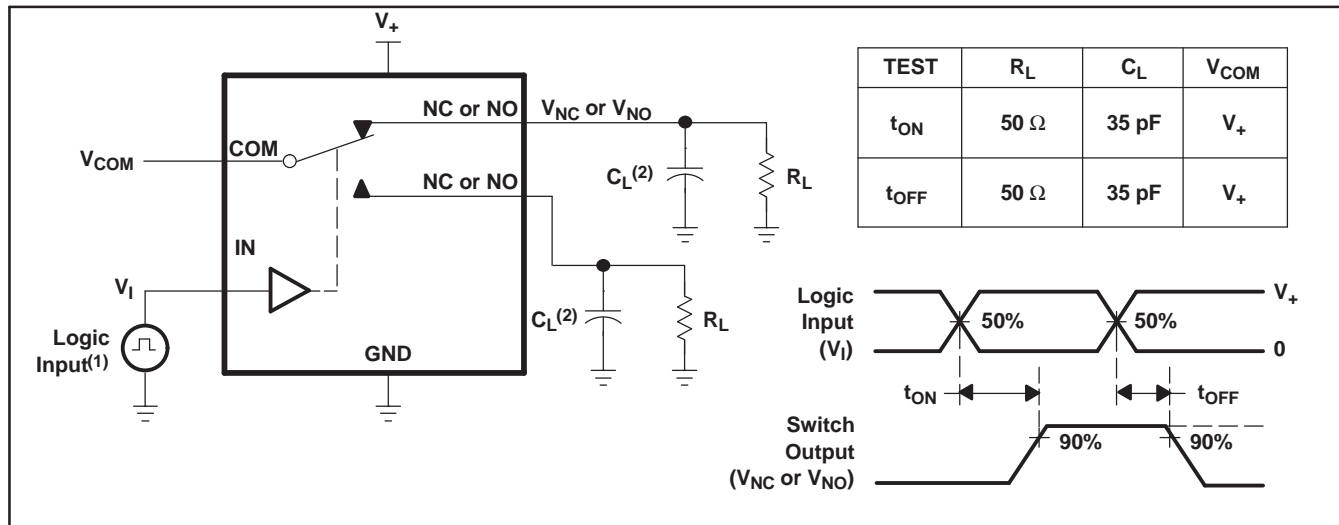 V+
NC or NO
VNC or VNO
COM
VCOM
NC or NO
CL(2)
RL
IN
VI
CL(2)
RL
Logic
Input(1)
GND
TEST RL CL VCOM
tON 50 Ω 35 pF V+
tOFF 50 Ω 35 pF V+
Logic
Input
(VI)
50%
50%
V+
0
tON
tOFF
Switch
Output
(VNC or VNO)
90%
90%